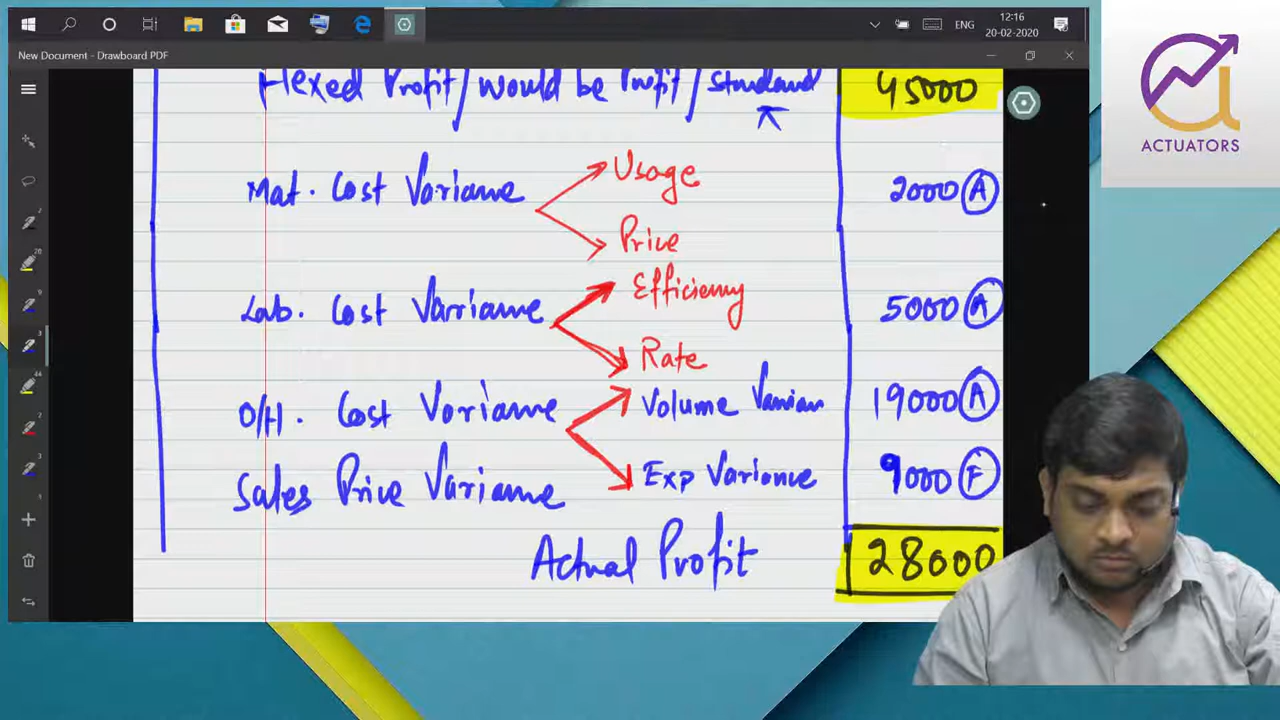 ENG
12:16
20-02-2020
New Document - Drawboard PDF
ACTUATORS
Flexed Profit/would be Profit/standard 45000
Mat. Cost Variance Usage 2000 (A)
Price
Lab. Cost Variance Efficiency 5000 (A)
Rate
O/H. Cost Variance Volume Varian 19000 (A)
Sales Price Variance Exp Variance 9000 (F)
Actual Profit 28000